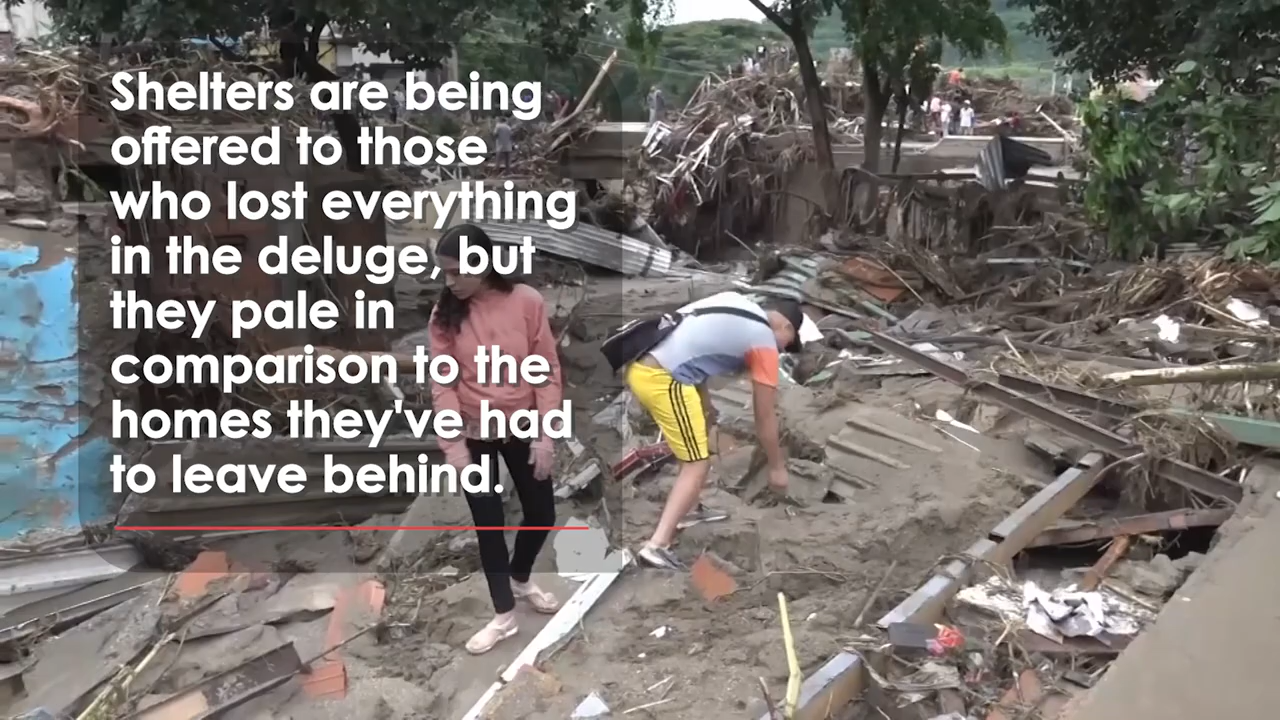 Shelters are being
offered to those
who lost everything
in the deluge, but
they pale in
comparison to the
homes they've had
to leave behind.